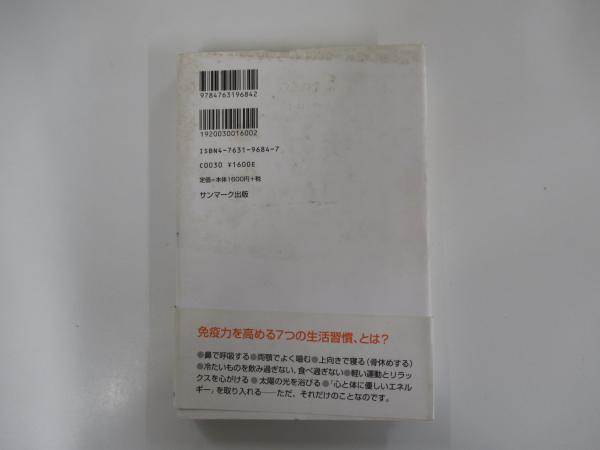 9784763196842
1920030016002
ISBN4-7631-9684-7
C0030 ¥1600E
定価=本体1600円+税
サンマーク出版
免疫力を高める7つの生活習慣、とは?
●鼻で呼吸する●両顎でよく噛む●上向きで寝る(骨休めする)
●冷たいものを飲み過ぎない、食べ過ぎない●軽い運動とリラッ
クスを心がける●太陽の光を浴びる●「心と体に優しいエネル
ギー」を取り入れる——ただ、それだけのことなのです。